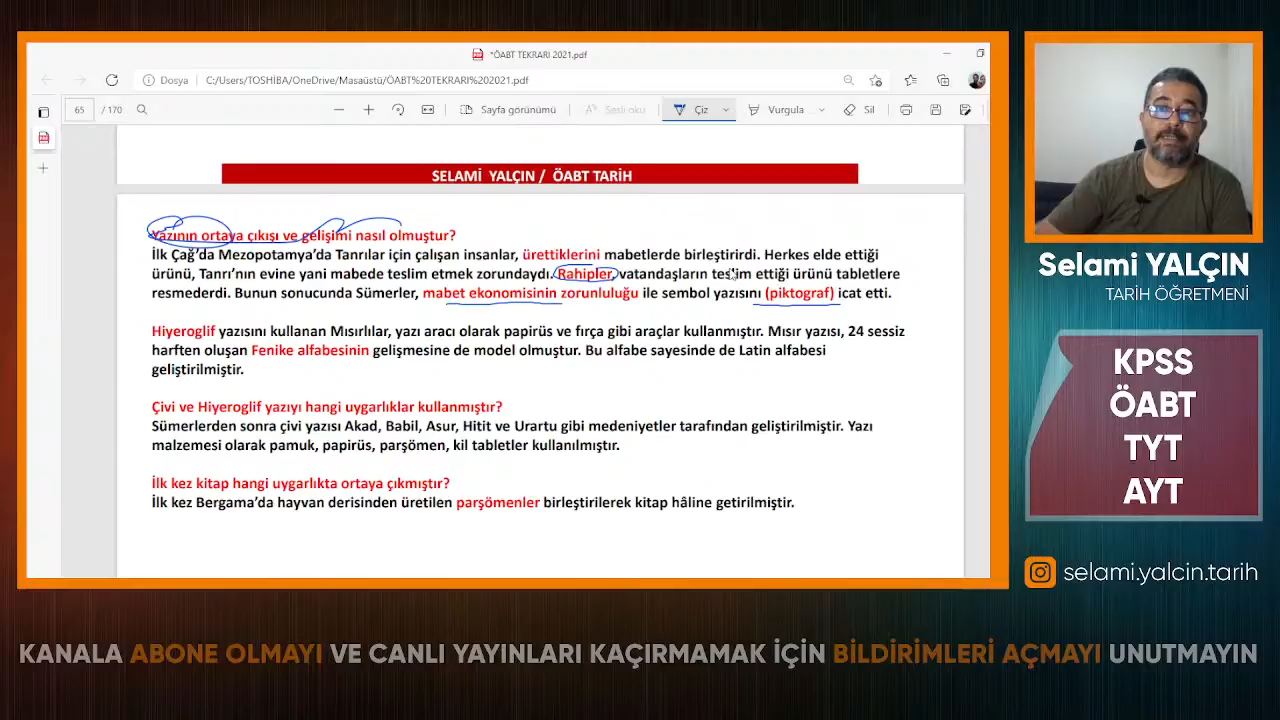 *ÖABT TEKRARI 2021.pdf
Dosya
C:/Users/TOSHİBA/OneDrive/Masaüstü/ÖABT%20TEKRARI%202021.pdf
65 / 170
Sayfa görünümü
Sesli oku
Çiz
Vurgula
Sil
SELAMİ YALÇIN / ÖABT TARİH
Yazının ortaya çıkışı ve gelişimi nasıl olmuştur?
İlk Çağ’da Mezopotamya’da Tanrılar için çalışan insanlar, ürettiklerini mabetlerde birleştirirdi. Herkes elde ettiği
ürünü, Tanrı’nın evine yani mabede teslim etmek zorundaydı. Rahipler, vatandaşların teslim ettiği ürünü tabletlere
resmederdi. Bunun sonucunda Sümerler, mabet ekonomisinin zorunluluğu ile sembol yazısını (piktograf) icat etti.
Hiyeroglif yazısını kullanan Mısırlılar, yazı aracı olarak papirüs ve fırça gibi araçlar kullanmıştır. Mısır yazısı, 24 sessiz
harften oluşan Fenike alfabesinin gelişmesine de model olmuştur. Bu alfabe sayesinde de Latin alfabesi
geliştirilmiştir.
Çivi ve Hiyeroglif yazıyı hangi uygarlıklar kullanmıştır?
Sümerlerden sonra çivi yazısı Akad, Babil, Asur, Hitit ve Urartu gibi medeniyetler tarafından geliştirilmiştir. Yazı
malzemesi olarak pamuk, papirüs, parşömen, kil tabletler kullanılmıştır.
İlk kez kitap hangi uygarlıkta ortaya çıkmıştır?
İlk kez Bergama’da hayvan derisinden üretilen parşömenler birleştirilerek kitap hâline getirilmiştir.
Selami YALÇIN
TARİH ÖĞRETMENİ
KPSS
ÖABT
TYT
AYT
selami.yalcin.tarih
KANALA ABONE OLMAYI VE CANLI YAYINLARI KAÇIRMAMAK İÇİN BİLDİRİMLERİ AÇMAYI UNUTMAYIN